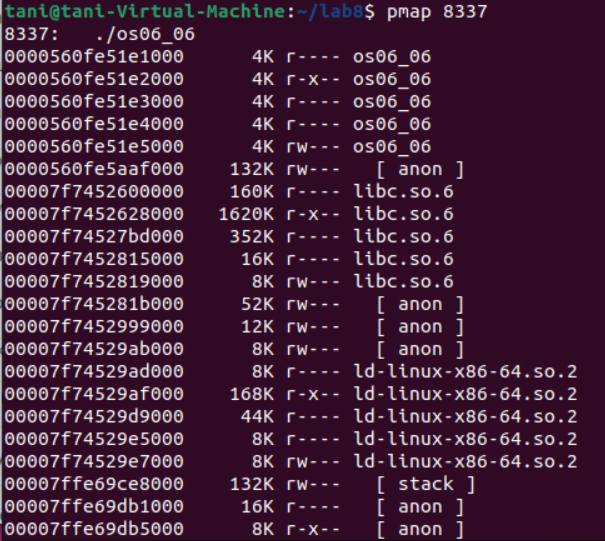 tani@tani-Virtual-Machine:~/lab8$ pmap 8337
8337:   ./os06_06
0000560fe51e1000      4K r---- os06_06
0000560fe51e2000      4K r-x-- os06_06
0000560fe51e3000      4K r---- os06_06
0000560fe51e4000      4K r---- os06_06
0000560fe51e5000      4K rw--- os06_06
0000560fe5aaf000    132K rw---   [ anon ]
00007f7452600000    160K r---- libc.so.6
00007f7452628000   1620K r-x-- libc.so.6
00007f74527bd000    352K r---- libc.so.6
00007f7452815000     16K r---- libc.so.6
00007f7452819000      8K rw--- libc.so.6
00007f745281b000     52K rw---   [ anon ]
00007f7452999000     12K rw---   [ anon ]
00007f74529ab000      8K rw---   [ anon ]
00007f74529ad000      8K r---- ld-linux-x86-64.so.2
00007f74529af000    168K r-x-- ld-linux-x86-64.so.2
00007f74529d9000     44K r---- ld-linux-x86-64.so.2
00007f74529e5000      8K r---- ld-linux-x86-64.so.2
00007f74529e7000      8K rw--- ld-linux-x86-64.so.2
00007ffe69ce8000    132K rw---   [ stack ]
00007ffe69db1000     16K r----   [ anon ]
00007ffe69db5000      8K r-x--   [ anon ]